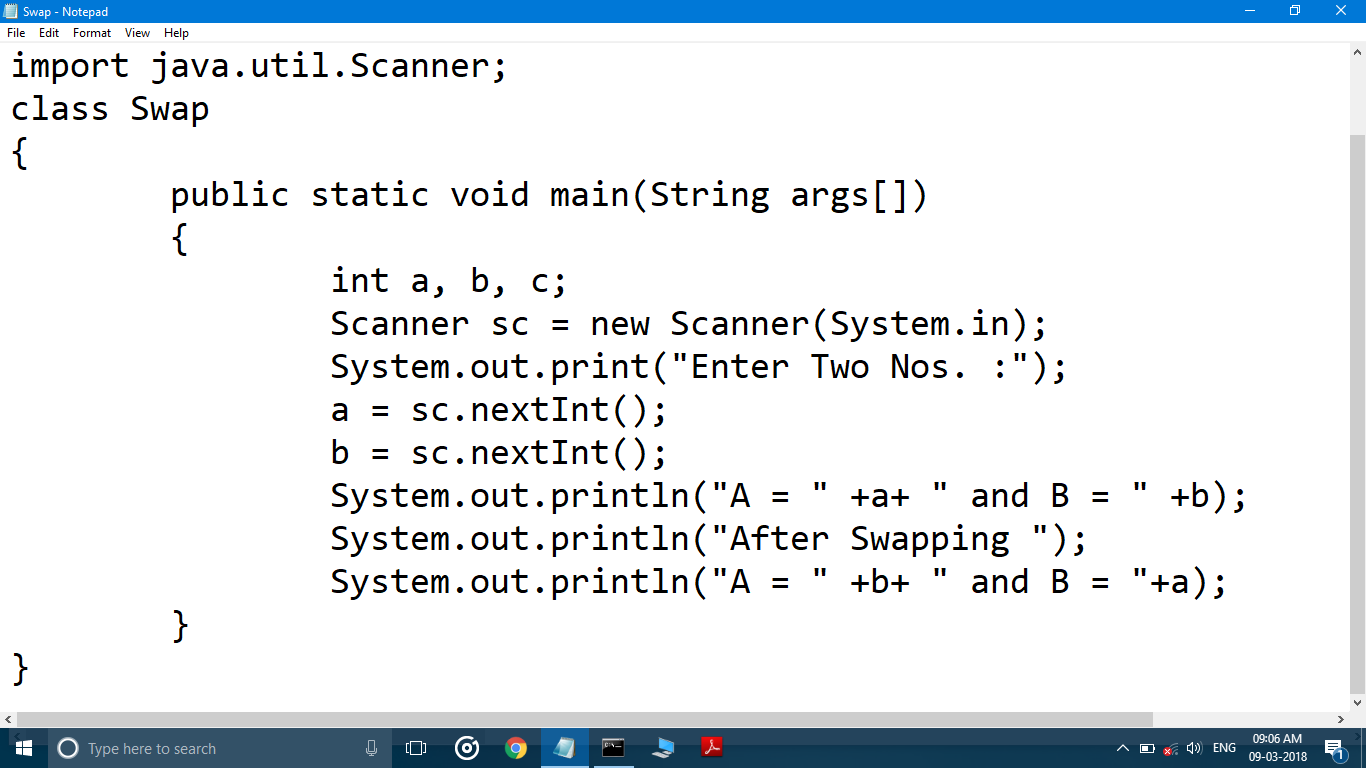 Swap - Notepad
File Edit Format View Help
import java.util.Scanner;
class Swap
{
        public static void main(String args[])
        {
                int a, b, c;
                Scanner sc = new Scanner(System.in);
                System.out.print("Enter Two Nos. :");
                a = sc.nextInt();
                b = sc.nextInt();
                System.out.println("A = " +a+ " and B = " +b);
                System.out.println("After Swapping ");
                System.out.println("A = " +b+ " and B = "+a);
        }
}
Type here to search
ENG
09:06 AM
09-03-2018
1